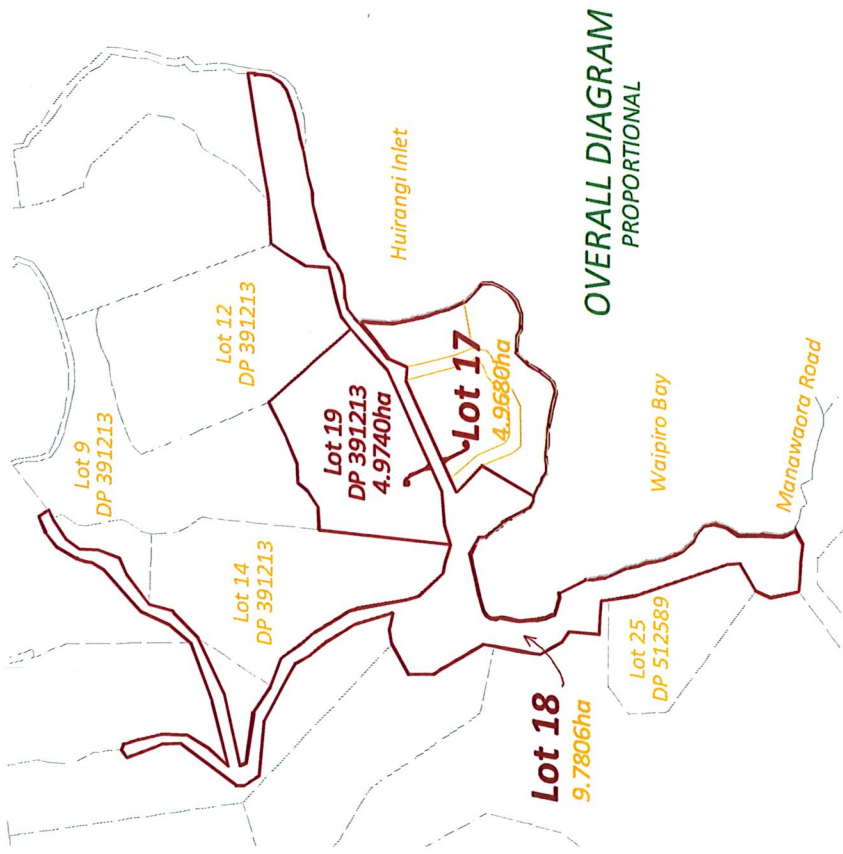 OVERALL DIAGRAM
PROPORTIONAL
Lot 9
DP 391213
Lot 12
DP 391213
Huirangi Inlet
Lot 14
DP 391213
Lot 19
DP 391213
4.9740ha
Lot 17
4.9680ha
Waipiro Bay
Manawaora Road
Lot 25
DP 512589
Lot 18
9.7806ha